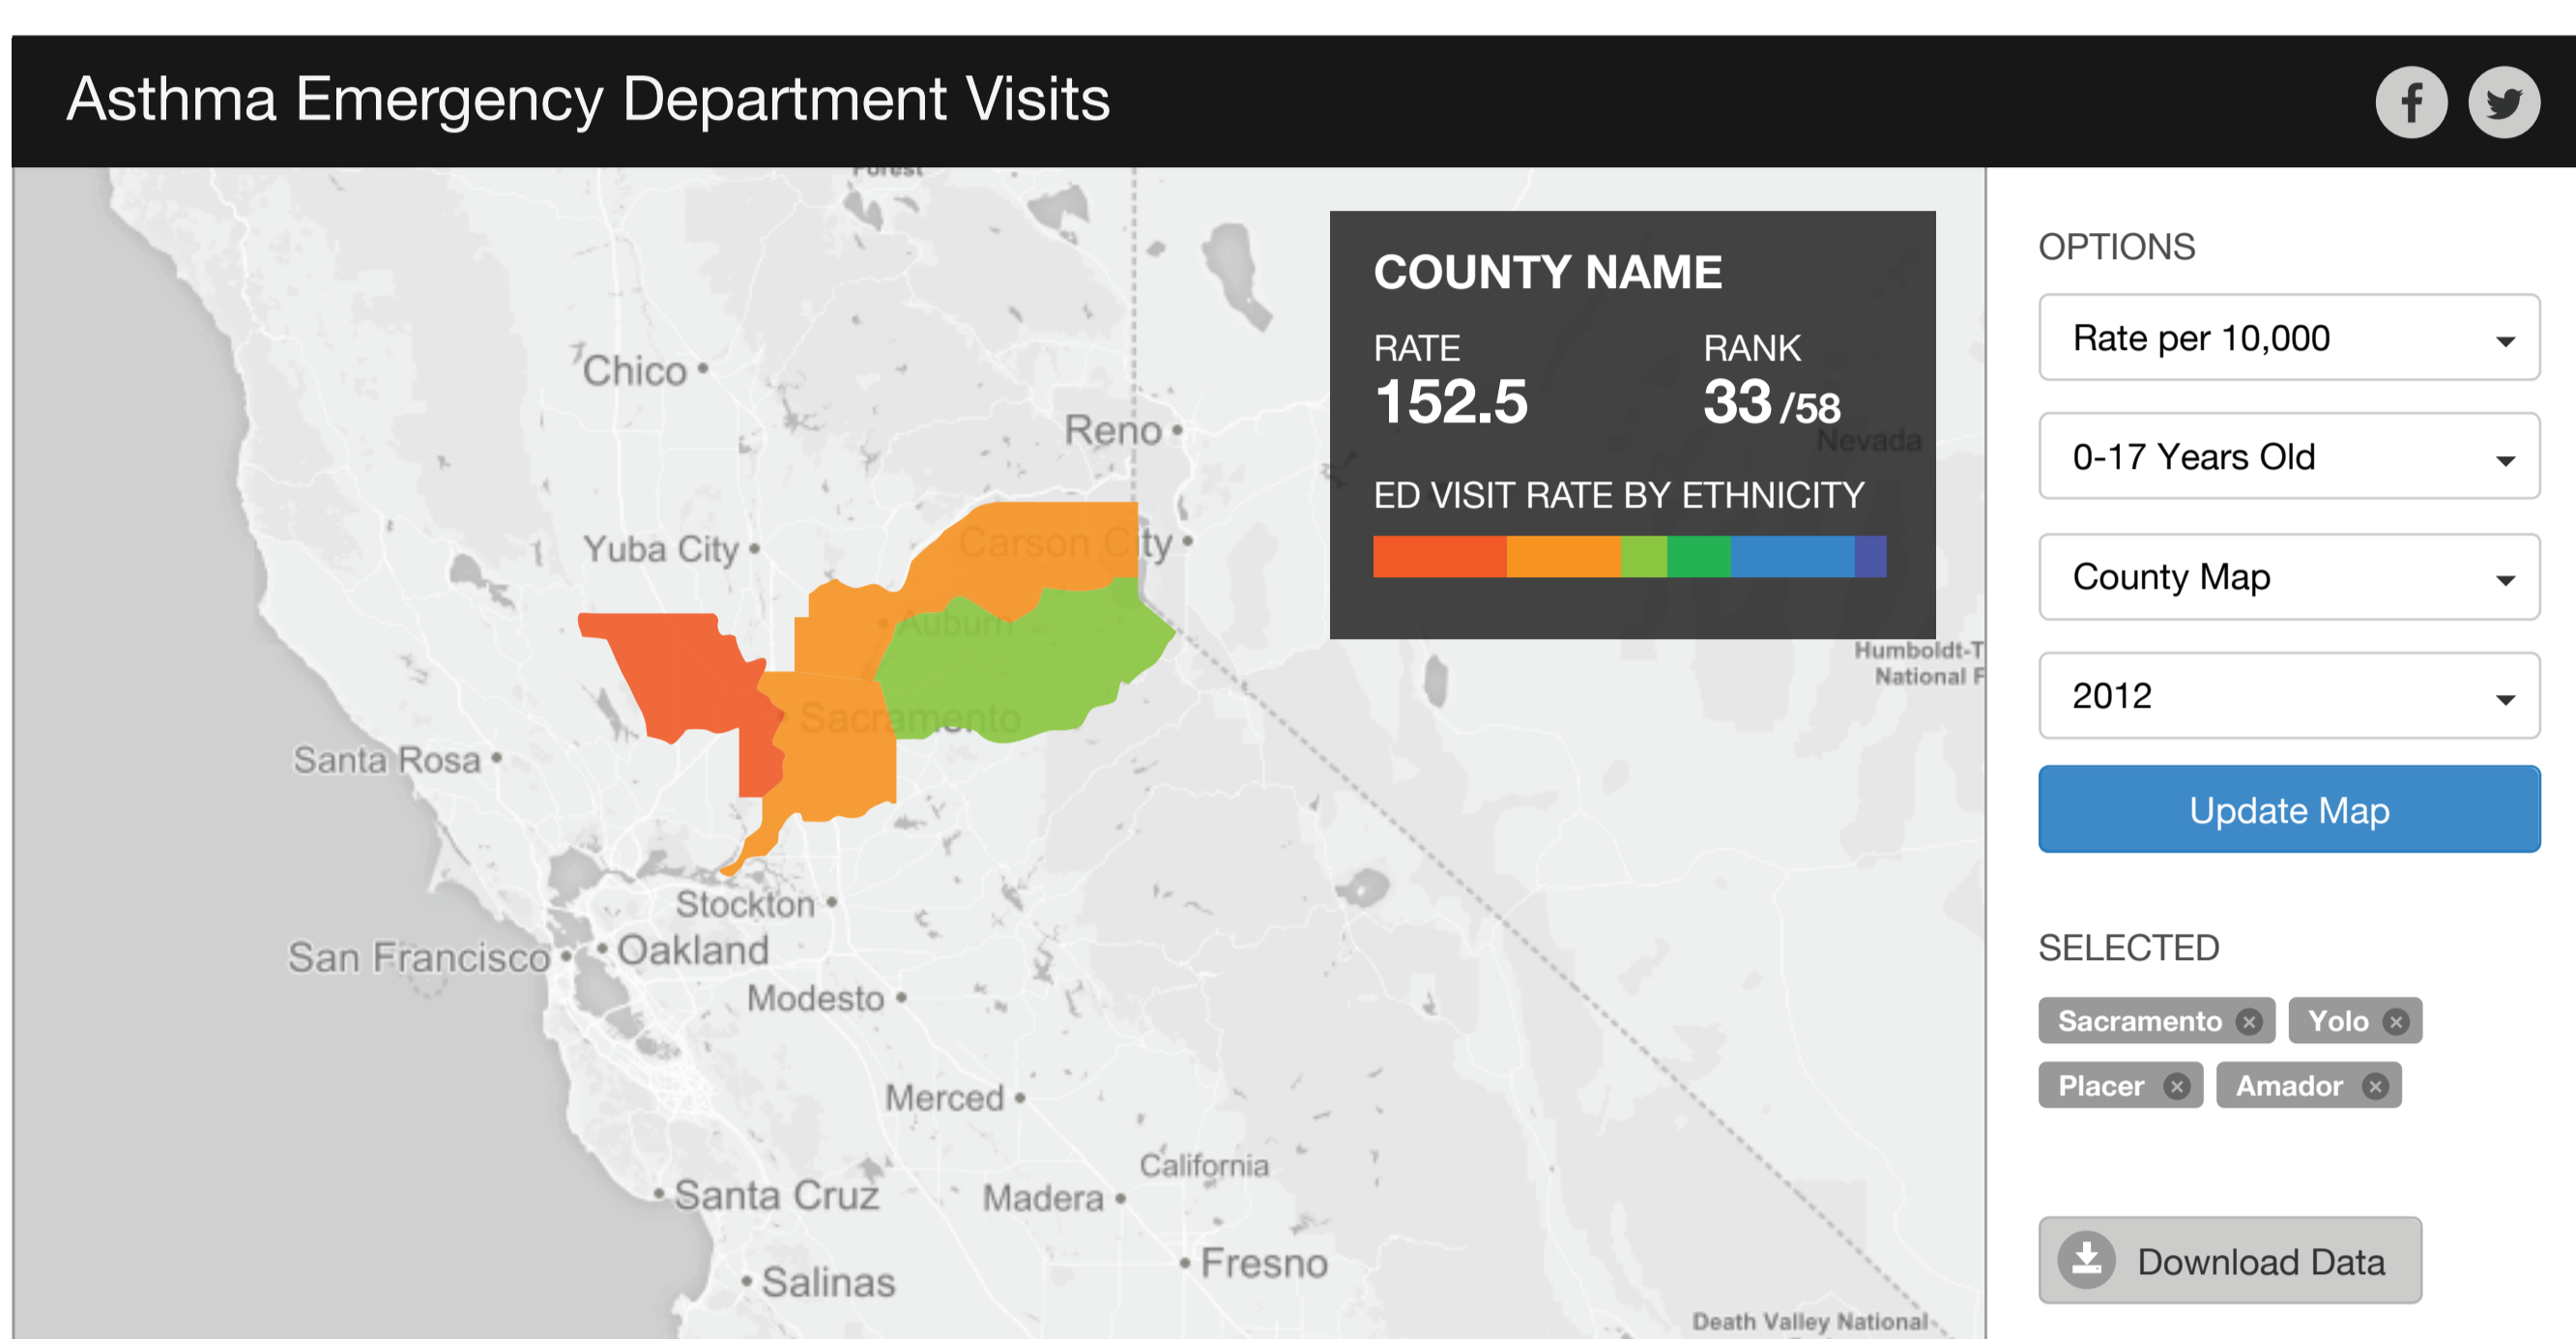 Asthma Emergency Department Visits
Forest
Chico
Reno
Yuba City
Carson City
Auburn
Sacramento
Santa Rosa
Stockton
San Francisco
Oakland
Modesto
Merced
California
Santa Cruz
Madera
Fresno
Salinas
Death Valley National
COUNTY NAME
RATE RANK
152.5 33/58
Nevada
ED VISIT RATE BY ETHNICITY
Humboldt-T
National F
OPTIONS
Rate per 10,000
0-17 Years Old
County Map
2012
Update Map
SELECTED
Sacramento Yolo
Placer Amador
Download Data